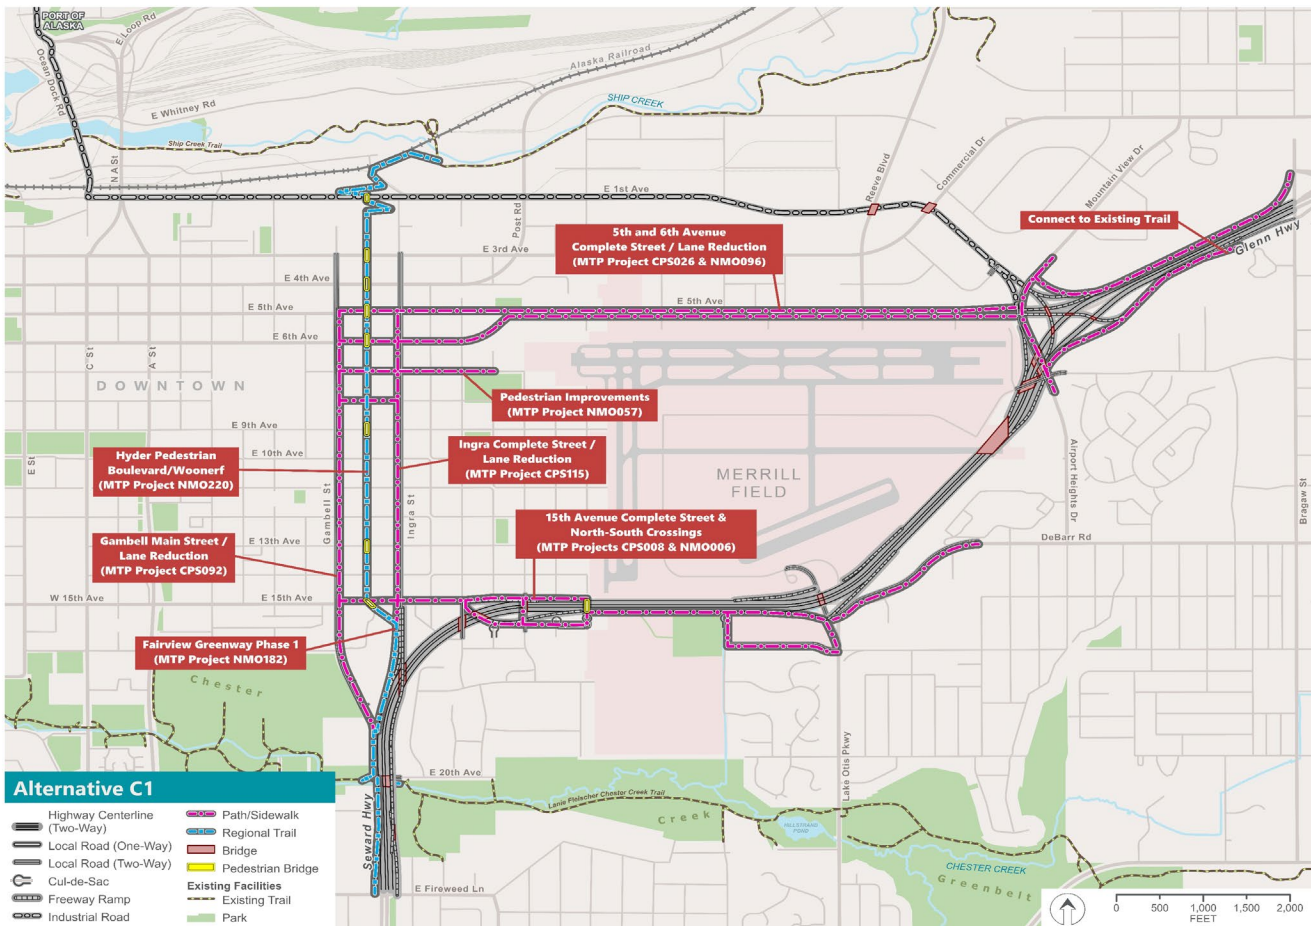 PORT OF
ALASKA
E Loop Rd
Ocean Dock Rd
Alaska Railroad
E Whitney Rd
SHIP CREEK
Ship Creek Trail
N A St
E 1st Ave
Reeve Blvd
Commercial Dr
Mountain View Dr
Post Rd
Connect to Existing Trail
Glenn Hwy
5th and 6th Avenue
Complete Street / Lane Reduction
(MTP Project CPS026 & NMO096)
E 3rd Ave
E 4th Ave
E 5th Ave
E 5th Ave
E 6th Ave
C St
A St
DOWNTOWN
Pedestrian Improvements
(MTP Project NMO057)
E 9th Ave
Ingra Complete Street /
Lane Reduction
(MTP Project CPS115)
Hyder Pedestrian
Boulevard/Woonerf
(MTP Project NMO220)
E 10th Ave
E St
MERRILL
FIELD
Airport Heights Dr
Bragaw St
Gambell St
Ingra St
15th Avenue Complete Street &
North-South Crossings
(MTP Projects CPS008 & NMO006)
Gambell Main Street /
Lane Reduction
(MTP Project CPS092)
E 13th Ave
DeBarr Rd
W 15th Ave
E 15th Ave
Fairview Greenway Phase 1
(MTP Project NMO182)
Chester
E 20th Ave
Lanie Fleischer Chester Creek Trail
Creek
Lake Otis Pkwy
HILLSTRAND
POND
CHESTER CREEK
Greenbelt
Seward Hwy
E Fireweed Ln
Alternative C1
Highway Centerline
(Two-Way)
Local Road (One-Way)
Local Road (Two-Way)
Cul-de-Sac
Freeway Ramp
Industrial Road
Path/Sidewalk
Regional Trail
Bridge
Pedestrian Bridge
Existing Facilities
Existing Trail
Park
0 500 1,000 1,500 2,000
FEET